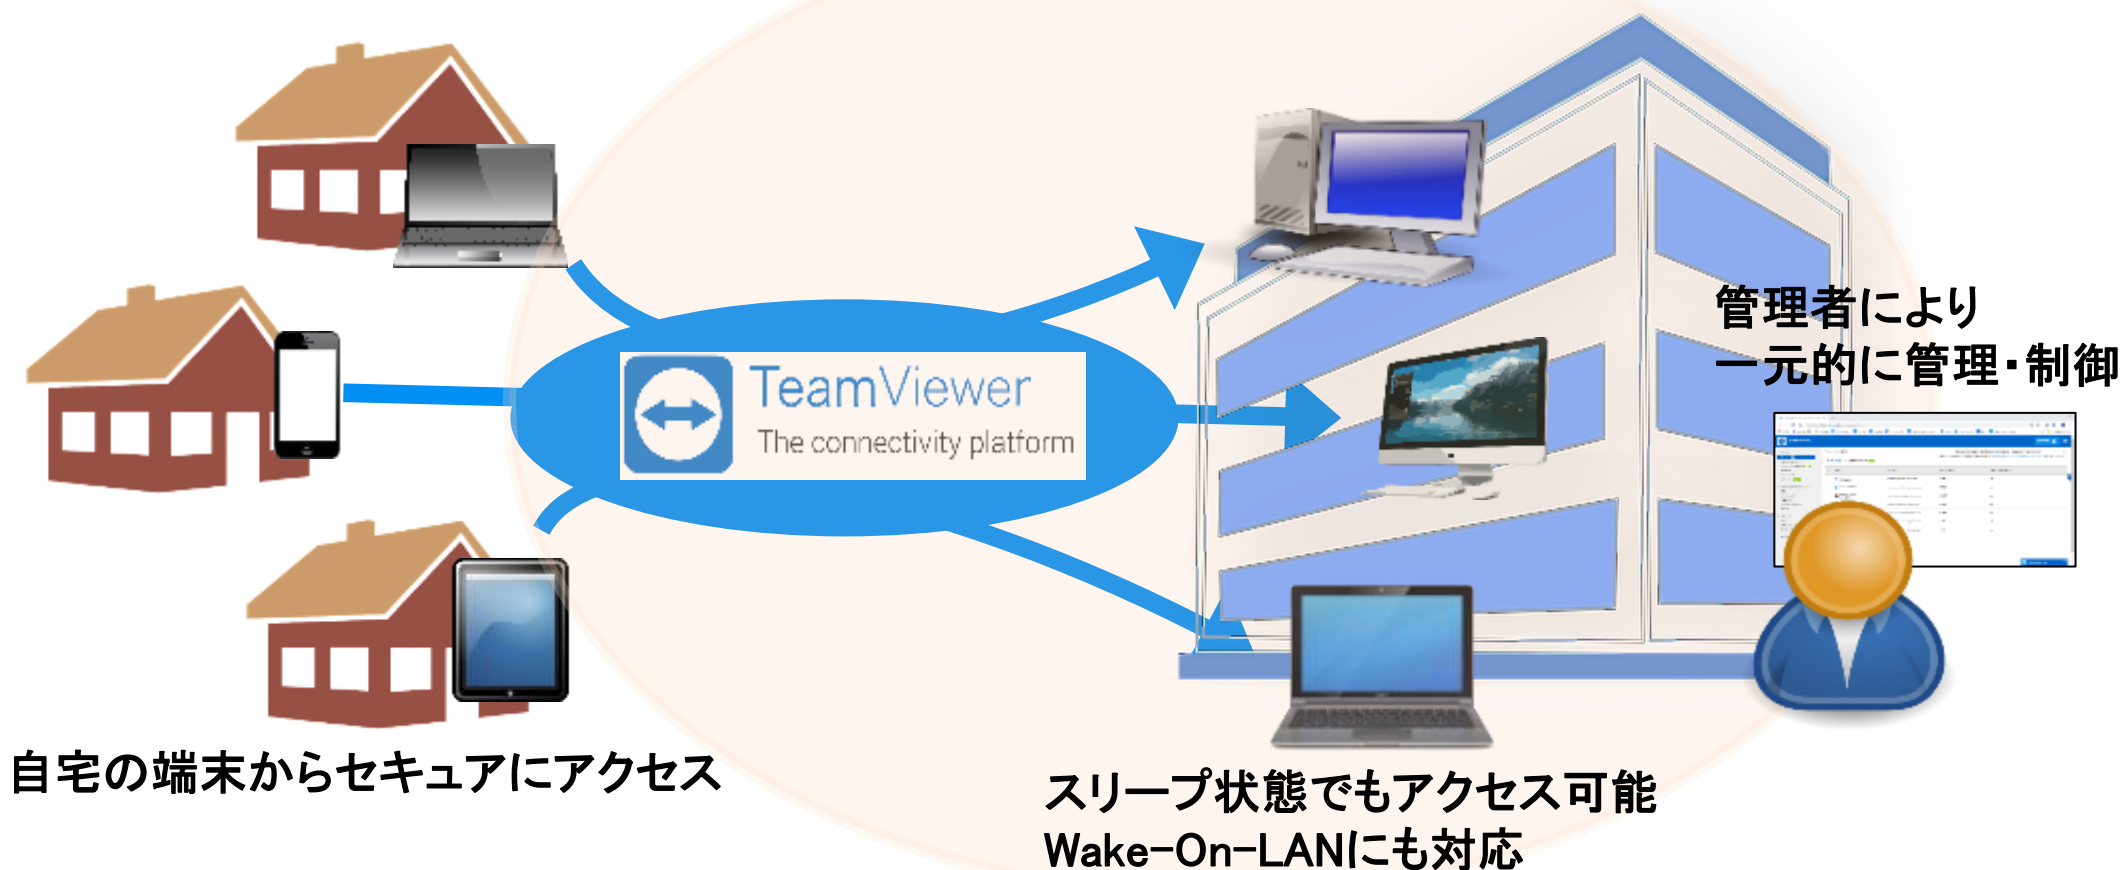 TeamViewer
The connectivity platform
管理者により
一元的に管理・制御
自宅の端末からセキュアにアクセス
スリープ状態でもアクセス可能
Wake-On-LANにも対応